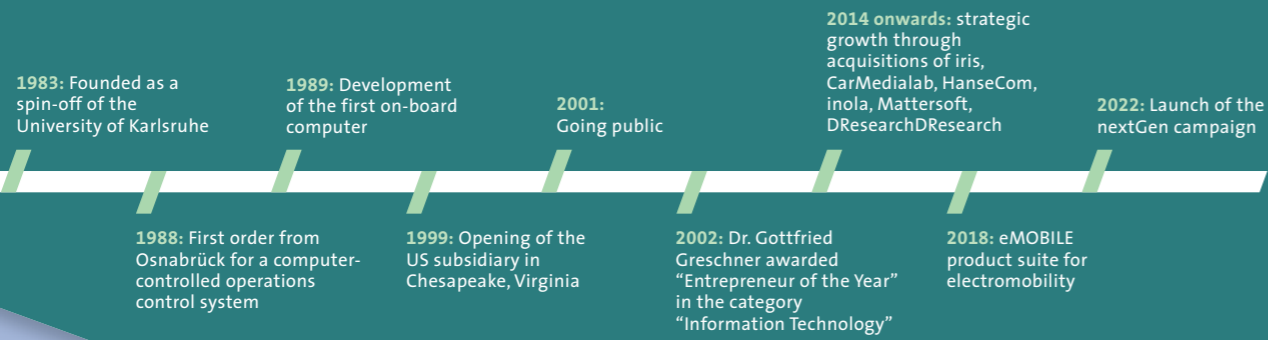 1983: Founded as a
spin-off of the
University of Karlsruhe
1988: First order from
Osnabrück for a computer-
controlled operations
control system
1989: Development
of the first on-board
computer
1999: Opening of the
US subsidiary in
Chesapeake, Virginia
2001:
Going public
2002: Dr. Gottfried
Greschner awarded
“Entrepreneur of the Year”
in the category
“Information Technology”
2014 onwards: strategic
growth through
acquisitions of iris,
CarMedialab, HanseCom,
inola, Mattersoft,
DResearchDResearch
2018: eMOBILE
product suite for
electromobility
2022: Launch of the
nextGen campaign